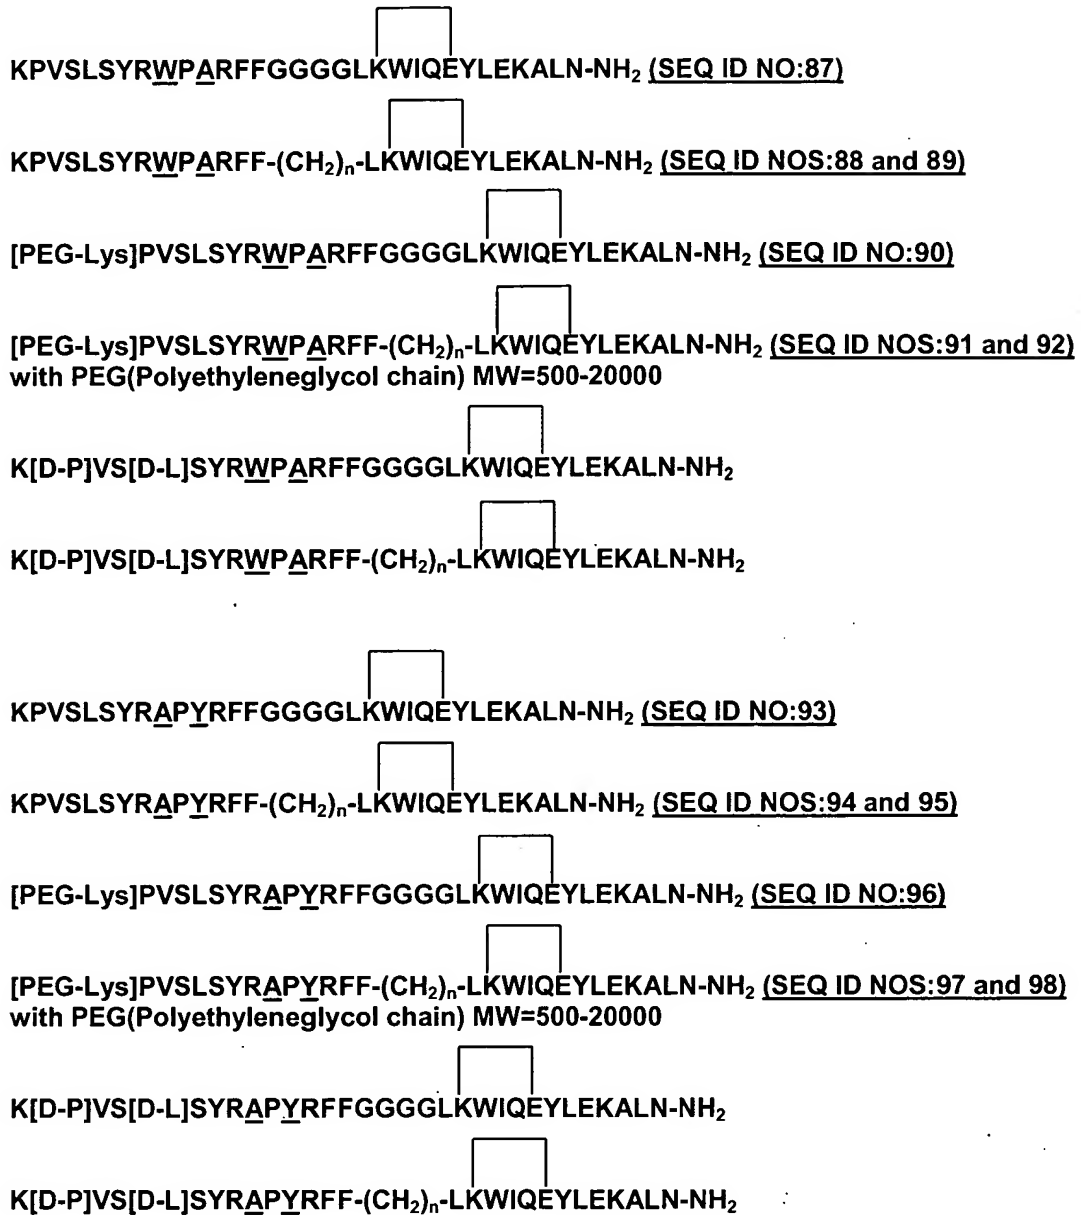 KPVSLSYRWPARFFGGGGLKWIQEYLEKALN-NH2 (SEQ ID NO:87)
KPVSLSYRWPARFF-(CH2)n-LKWIQEYLEKALN-NH2 (SEQ ID NOS:88 and 89)
[PEG-Lys]PVSLSYRWPARFFGGGGLKWIQEYLEKALN-NH2 (SEQ ID NO:90)
[PEG-Lys]PVSLSYRWPARFF-(CH2)n-LKWIQEYLEKALN-NH2 (SEQ ID NOS:91 and 92)
with PEG(Polyethyleneglycol chain) MW=500-20000
K[D-P]VS[D-L]SYRWPARFFGGGGLKWIQEYLEKALN-NH2
K[D-P]VS[D-L]SYRWPARFF-(CH2)n-LKWIQEYLEKALN-NH2
KPVSLSYRAPYRFFGGGGLKWIQEYLEKALN-NH2 (SEQ ID NO:93)
KPVSLSYRAPYRFF-(CH2)n-LKWIQEYLEKALN-NH2 (SEQ ID NOS:94 and 95)
[PEG-Lys]PVSLSYRAPYRFFGGGGLKWIQEYLEKALN-NH2 (SEQ ID NO:96)
[PEG-Lys]PVSLSYRAPYRFF-(CH2)n-LKWIQEYLEKALN-NH2 (SEQ ID NOS:97 and 98)
with PEG(Polyethyleneglycol chain) MW=500-20000
K[D-P]VS[D-L]SYRAPYRFFGGGGLKWIQEYLEKALN-NH2
K[D-P]VS[D-L]SYRAPYRFF-(CH2)n-LKWIQEYLEKALN-NH2